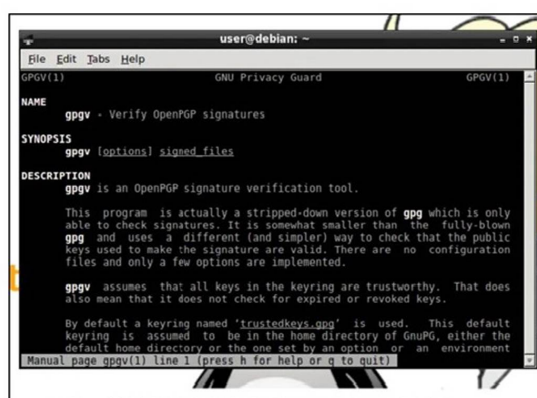 user@debian: ~
File Edit Tabs Help
GPGV(1) GNU Privacy Guard GPGV(1)
NAME
gpgv - Verify OpenPGP signatures
SYNOPSIS
gpgv [options] signed_files
DESCRIPTION
gpgv is an OpenPGP signature verification tool.
This program is actually a stripped-down version of gpg which is only
able to check signatures. It is somewhat smaller than the fully-blown
gpg and uses a different (and simpler) way to check that the public
keys used to make the signature are valid. There are no configuration
files and only a few options are implemented.
gpgv assumes that all keys in the keyring are trustworthy. That does
also mean that it does not check for expired or revoked keys.
By default a keyring named ‘trustedkeys.gpg’ is used. This default
keyring is assumed to be in the home directory of GnuPG, either the
default home directory or the one set by an option or an environment
Manual page gpgv(1) line 1 (press h for help or q to quit)